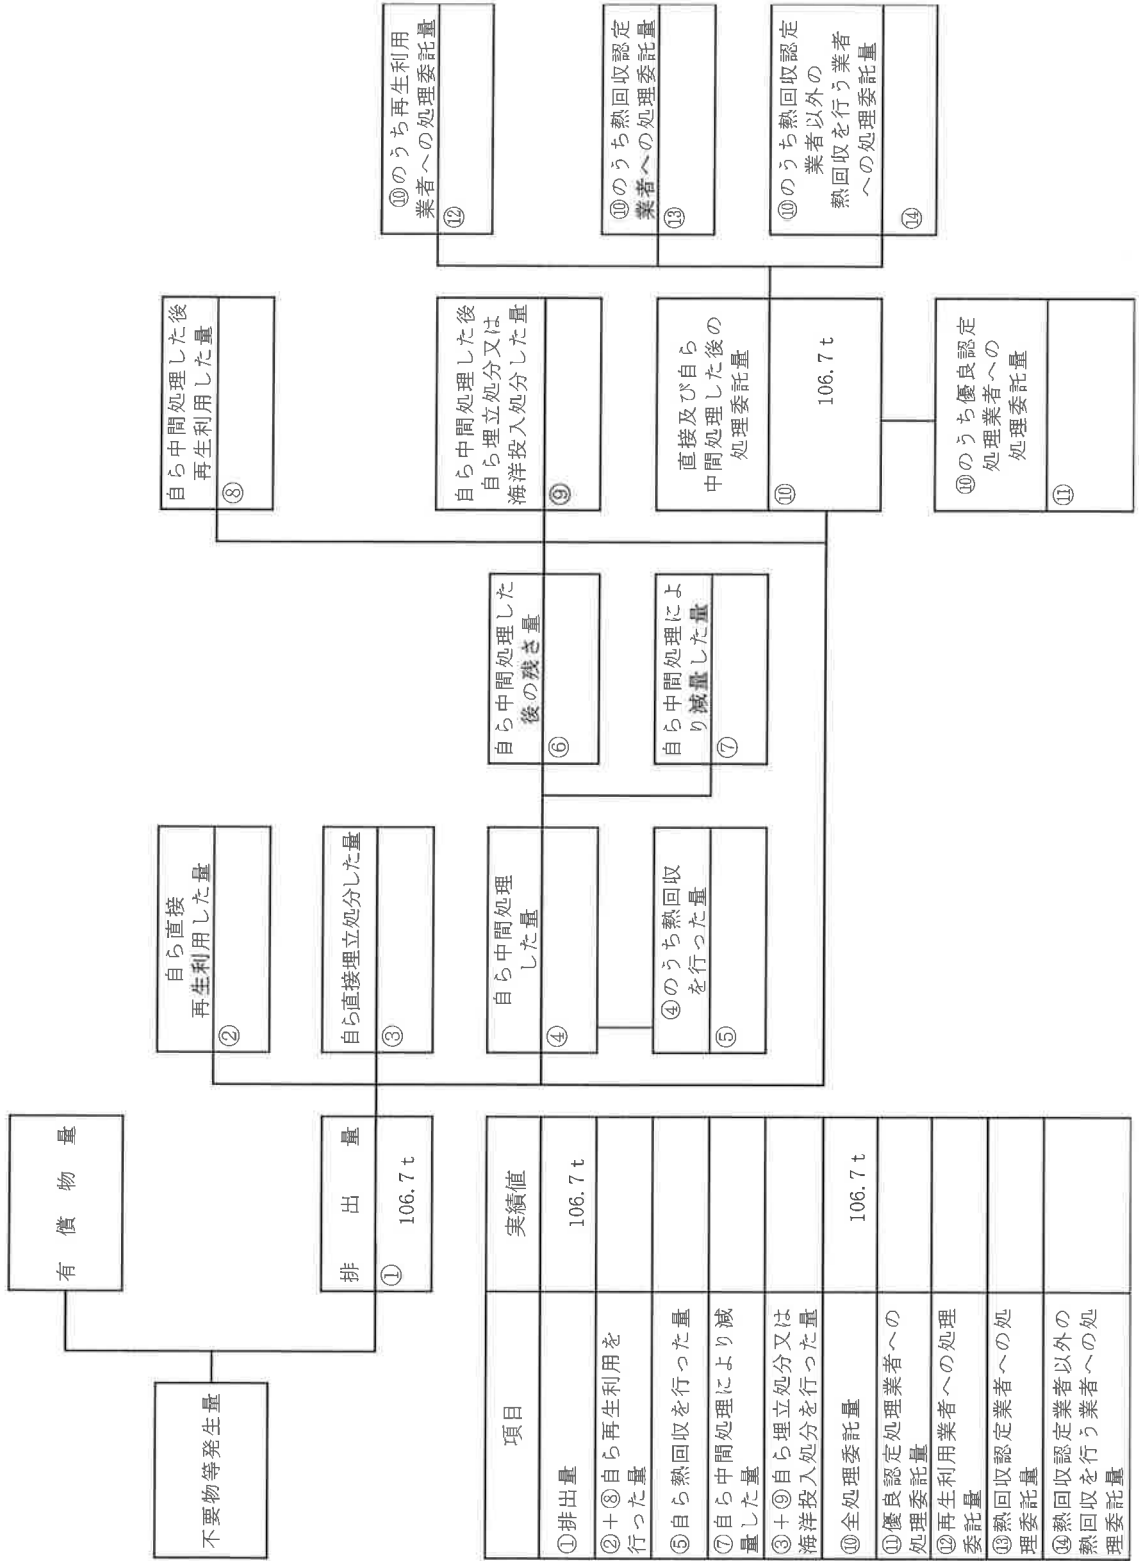 不要物等発生量
有償物量
排出量
①
106.7 t
自ら直接
再生利用した量
②
自ら直接埋立処分した量
③
自ら中間処理
した量
④
④のうち熱回収
を行った量
⑤
自ら中間処理した
後の残さ量
⑥
自ら中間処理によ
り減量した量
⑦
自ら中間処理した後
再生利用した量
⑧
自ら中間処理した後
自ら埋立処分又は
海洋投入処分した量
⑨
直接及び自ら
中間処理した後の
処理委託量
⑩
106.7 t
⑩のうち優良認定
処理業者への
処理委託量
⑪
⑩のうち再生利用
業者への処理委託量
⑫
⑩のうち熱回収認定
業者への処理委託量
⑬
⑩のうち熱回収認定
業者以外の
熱回収を行う業者
への処理委託量
⑭
項目 実績値
①排出量 106.7 t
②＋⑧自ら再生利用を
行った量
⑤自ら熱回収を行った量
⑦自ら中間処理により減
量した量
③＋⑨自ら埋立処分又は
海洋投入処分を行った量
⑩全処理委託量 106.7 t
⑪優良認定処理業者への
処理委託量
⑫再生利用業者への処理
委託量
⑬熱回収認定業者への処
理委託量
⑭熱回収認定業者以外の
熱回収を行う業者への処
理委託量